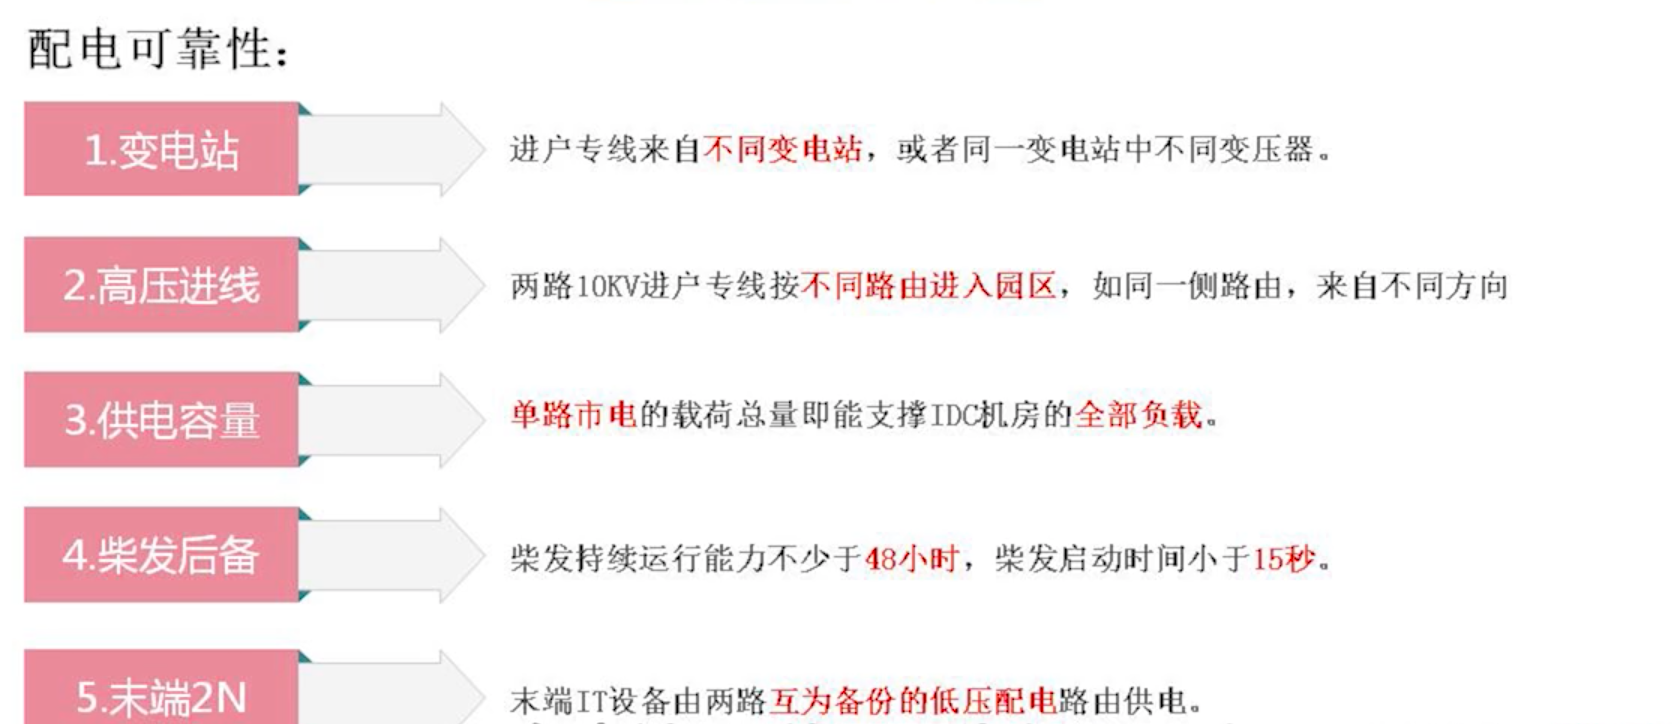 配电可靠性：
1.变电站
进户专线来自不同变电站，或者同一变电站中不同变压器。
2.高压进线
两路10KV进户专线按不同路由进入园区，如同一侧路由，来自不同方向
3.供电容量
单路市电的载荷总量即能支撑IDC机房的全部负载。
4.柴发后备
柴发持续运行能力不少于48小时，柴发启动时间小于15秒。
5.末端2N
末端IT设备由两路互为备份的低压配电路由供电。